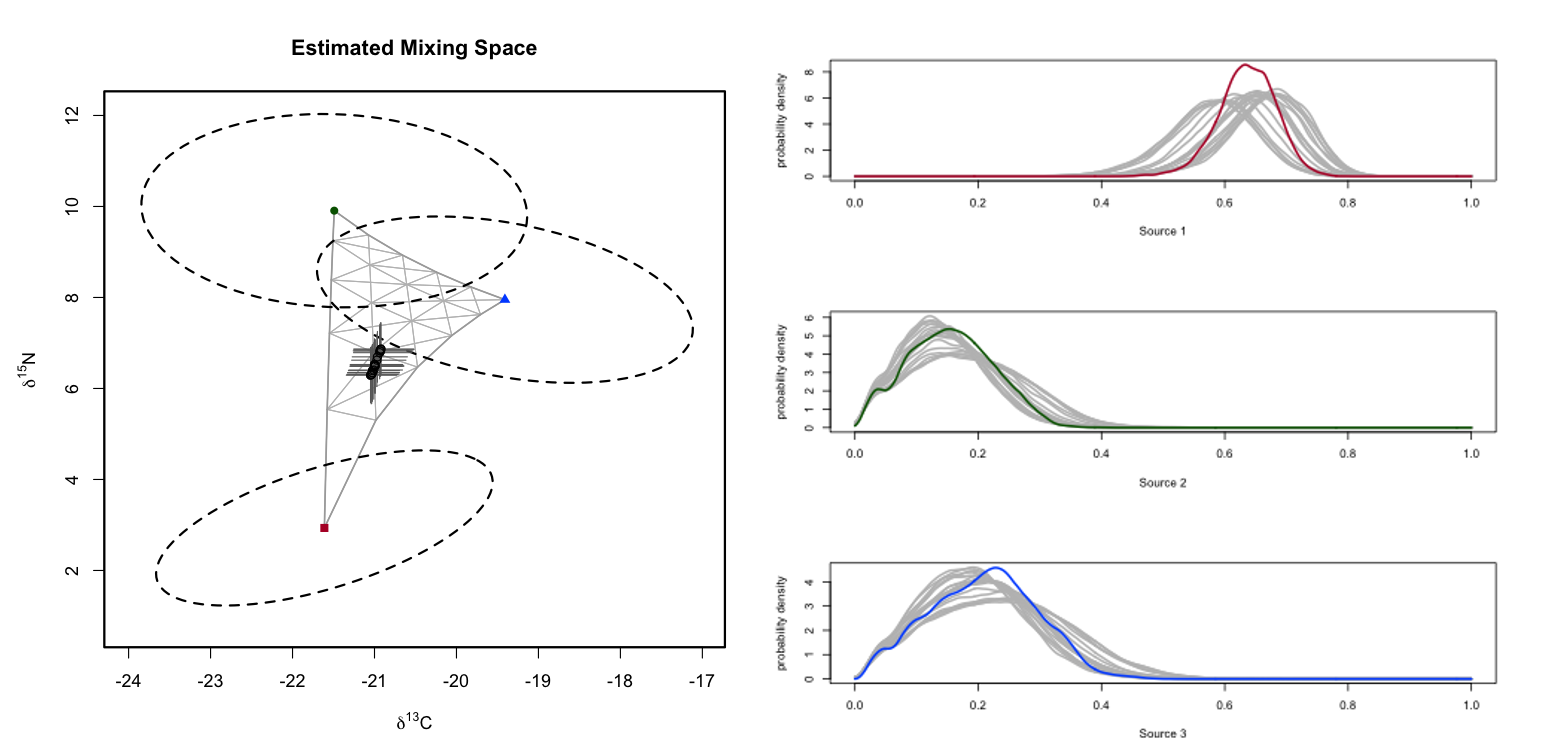 Estimated Mixing Space
δ15N
12
10
8
6
4
2
-24 -23 -22 -21 -20 -19 -18 -17
δ13C
probability density
8
6
4
2
0
0.0 0.2 0.4 0.6 0.8 1.0
Source 1
probability density
6
5
4
3
2
1
0
0.0 0.2 0.4 0.6 0.8 1.0
Source 2
probability density
4
3
2
1
0
0.0 0.2 0.4 0.6 0.8 1.0
Source 3